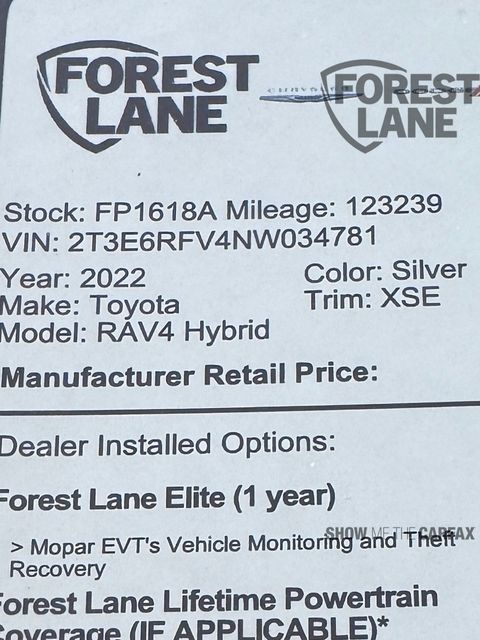 FOREST
LANE
CHRYSLER
FOREST
LANE
Stock: FP1618A Mileage: 123239
VIN: 2T3E6RFV4NW034781
Year: 2022
Color: Silver
Make: Toyota
Trim: XSE
Model: RAV4 Hybrid
Manufacturer Retail Price:
Dealer Installed Options:
Forest Lane Elite (1 year)
SHOW ME THE CARFAX
> Mopar EVT's Vehicle Monitoring and Theft
Recovery
Forest Lane Lifetime Powertrain
Coverage (IF APPLICABLE)*